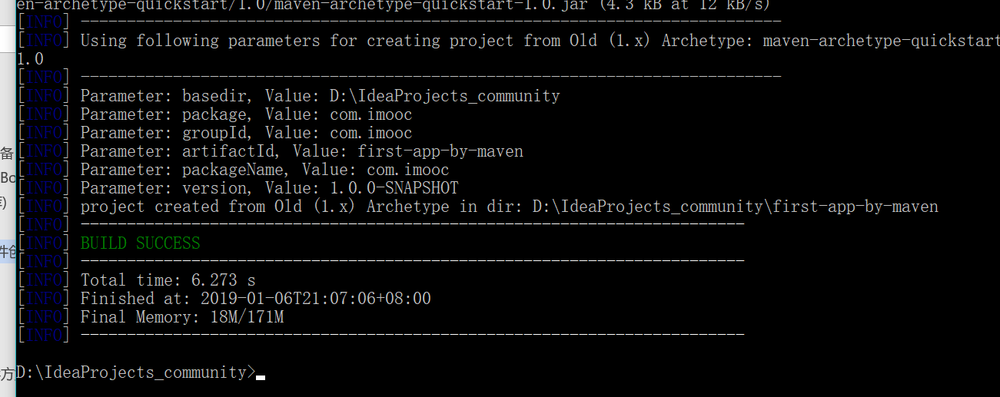 en-archetype-quickstart/1.0/maven-archetype-quickstart-1.0.jar (4.3 kB at 12 kB/s)
[INFO] ----------------------------------------------------------------------------
[INFO] Using following parameters for creating project from Old (1.x) Archetype: maven-archetype-quickstart
1.0
[INFO] ----------------------------------------------------------------------------
[INFO] Parameter: basedir, Value: D:\IdeaProjects_community
[INFO] Parameter: package, Value: com.imooc
[INFO] Parameter: groupId, Value: com.imooc
[INFO] Parameter: artifactId, Value: first-app-by-maven
[INFO] Parameter: packageName, Value: com.imooc
[INFO] Parameter: version, Value: 1.0.0-SNAPSHOT
[INFO] project created from Old (1.x) Archetype in dir: D:\IdeaProjects_community\first-app-by-maven
[INFO] ------------------------------------------------------------------------
[INFO] BUILD SUCCESS
[INFO] ------------------------------------------------------------------------
[INFO] Total time: 6.273 s
[INFO] Finished at: 2019-01-06T21:07:06+08:00
[INFO] Final Memory: 18M/171M
[INFO] ------------------------------------------------------------------------
D:\IdeaProjects_community>
备
Bo
件
方